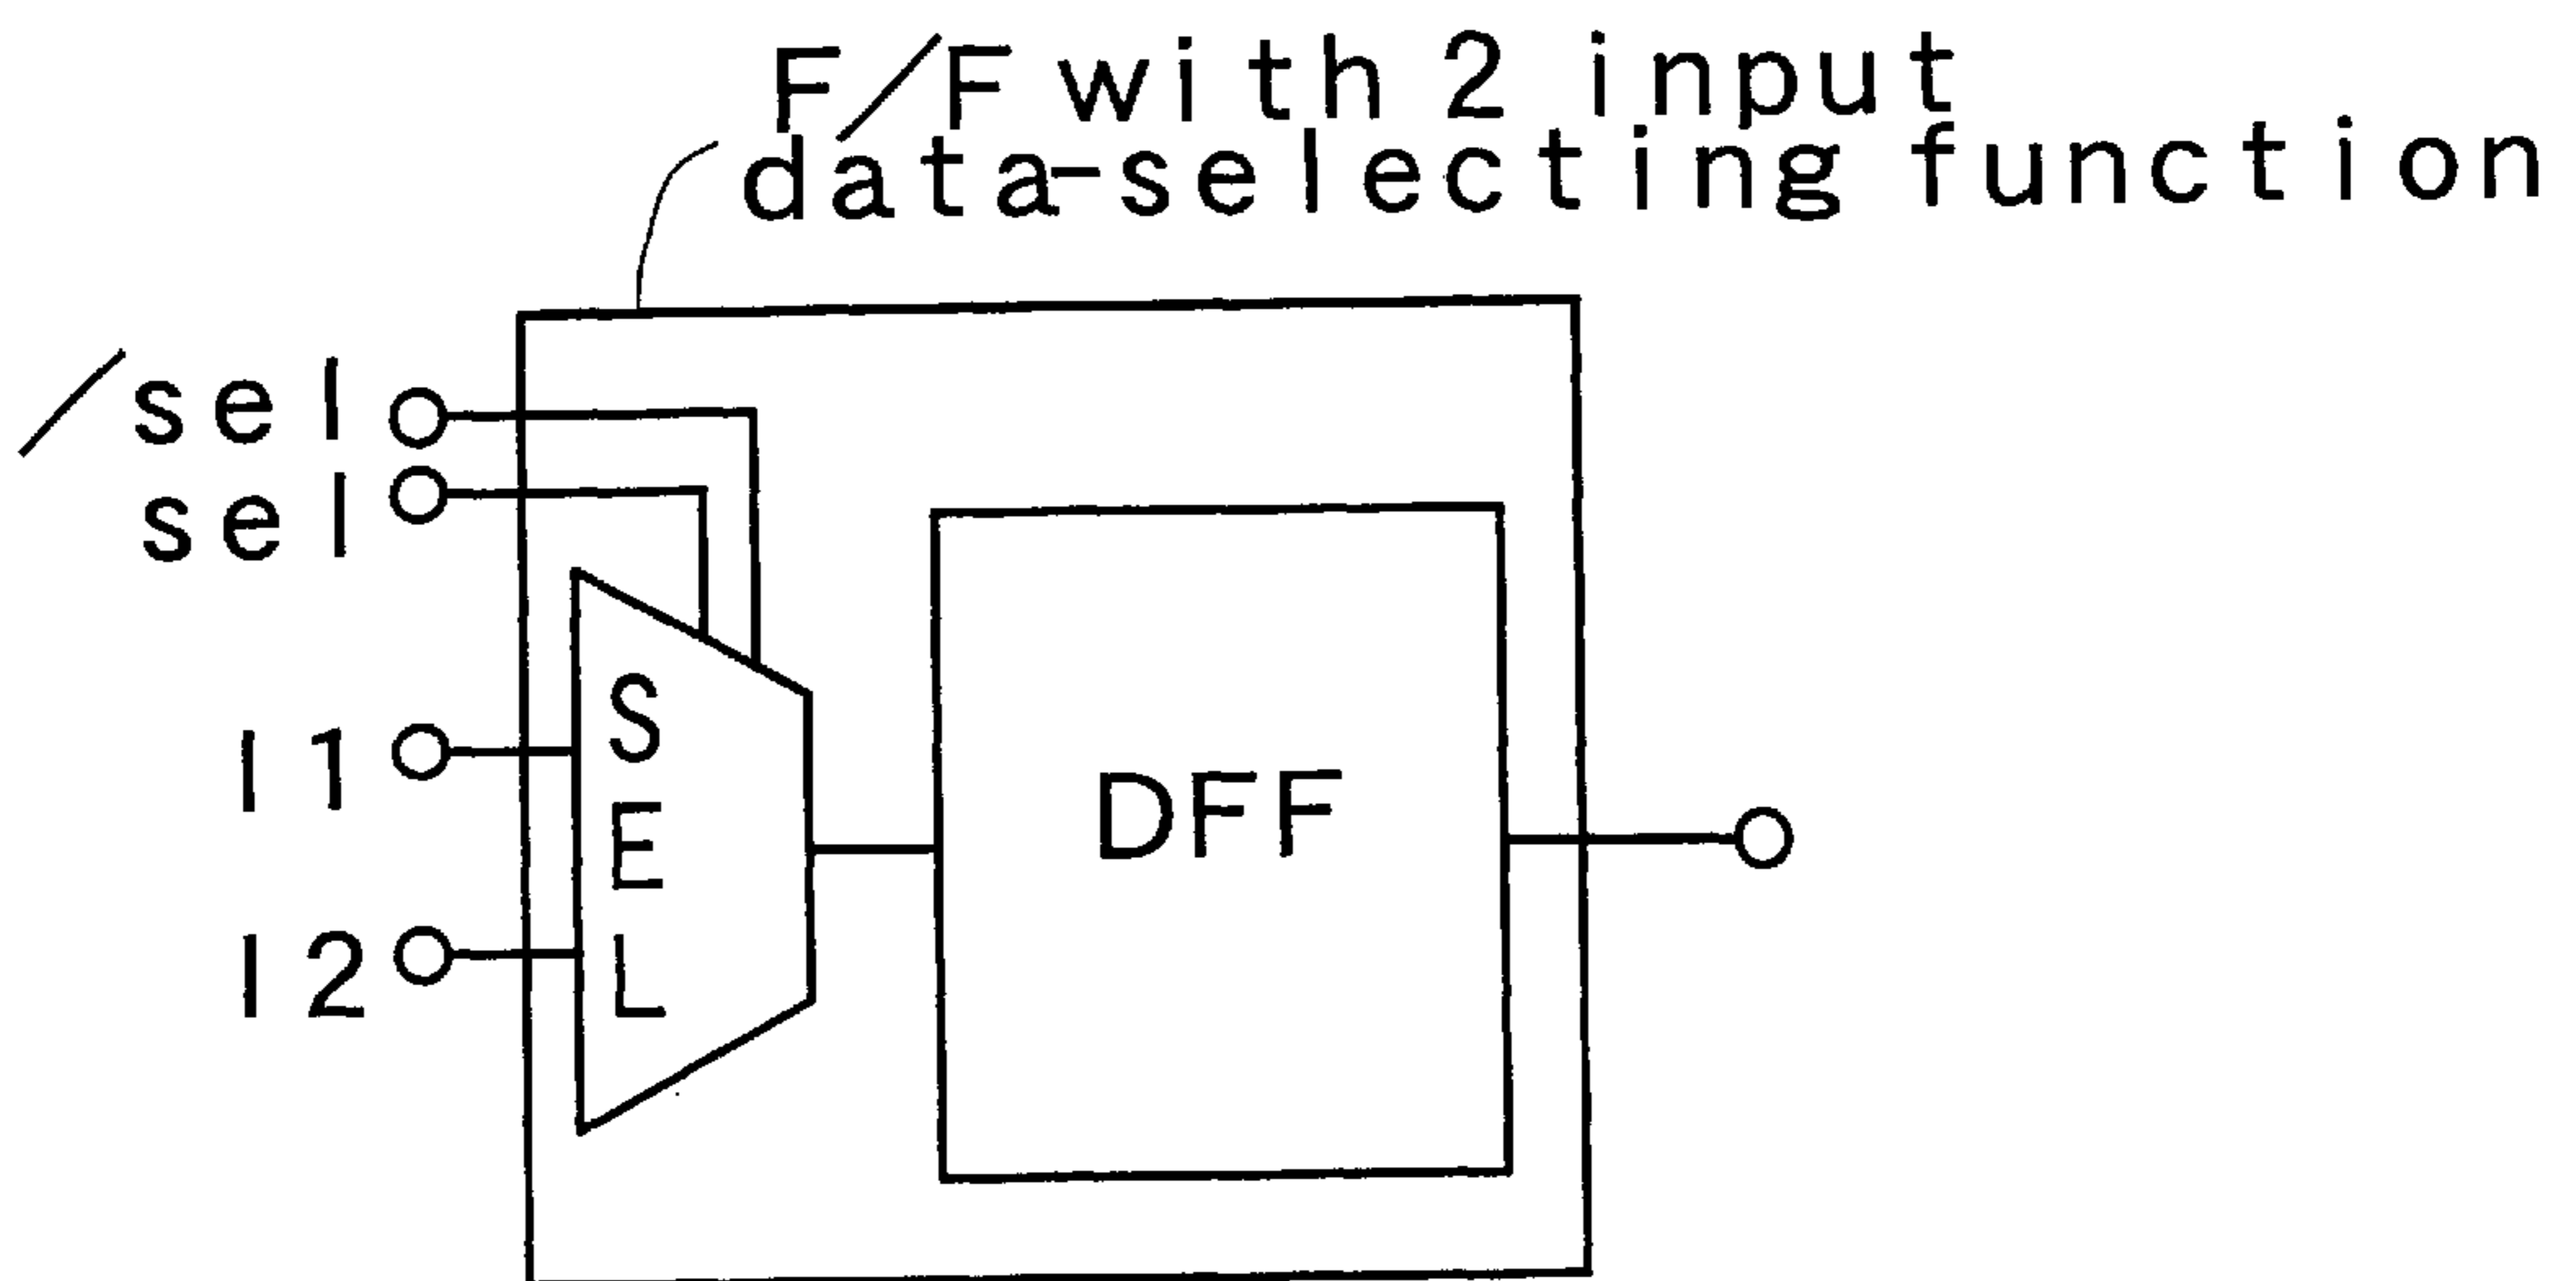 F/F with 2 input
data-selecting function
/sel
sel
I1
I2
SEL
DFF